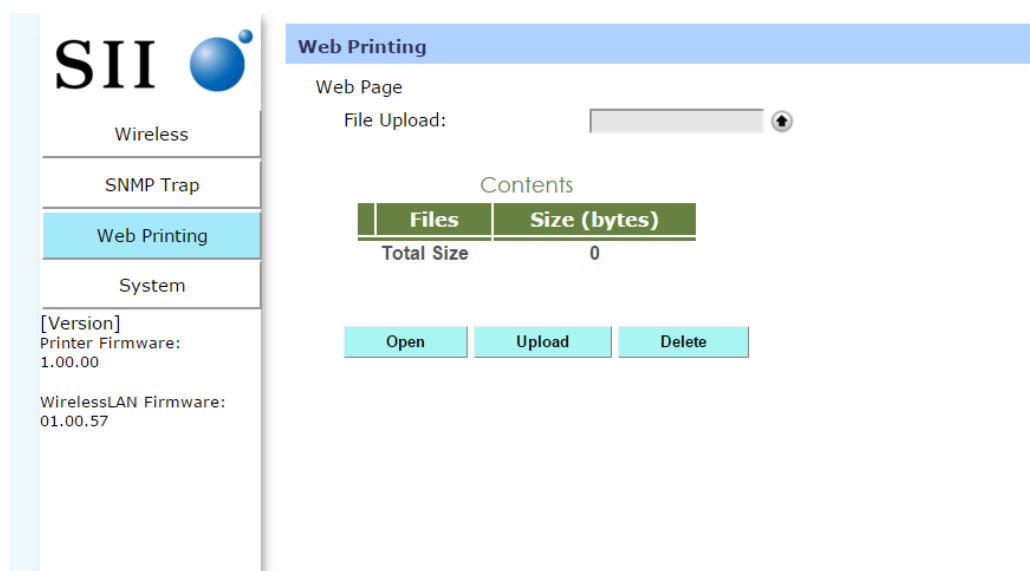 SII
Wireless
SNMP Trap
Web Printing
System
[Version]
Printer Firmware:
1.00.00
WirelessLAN Firmware:
01.00.57
Web Printing
Web Page
File Upload:
Contents
Files Size (bytes)
Total Size 0
Open Upload Delete